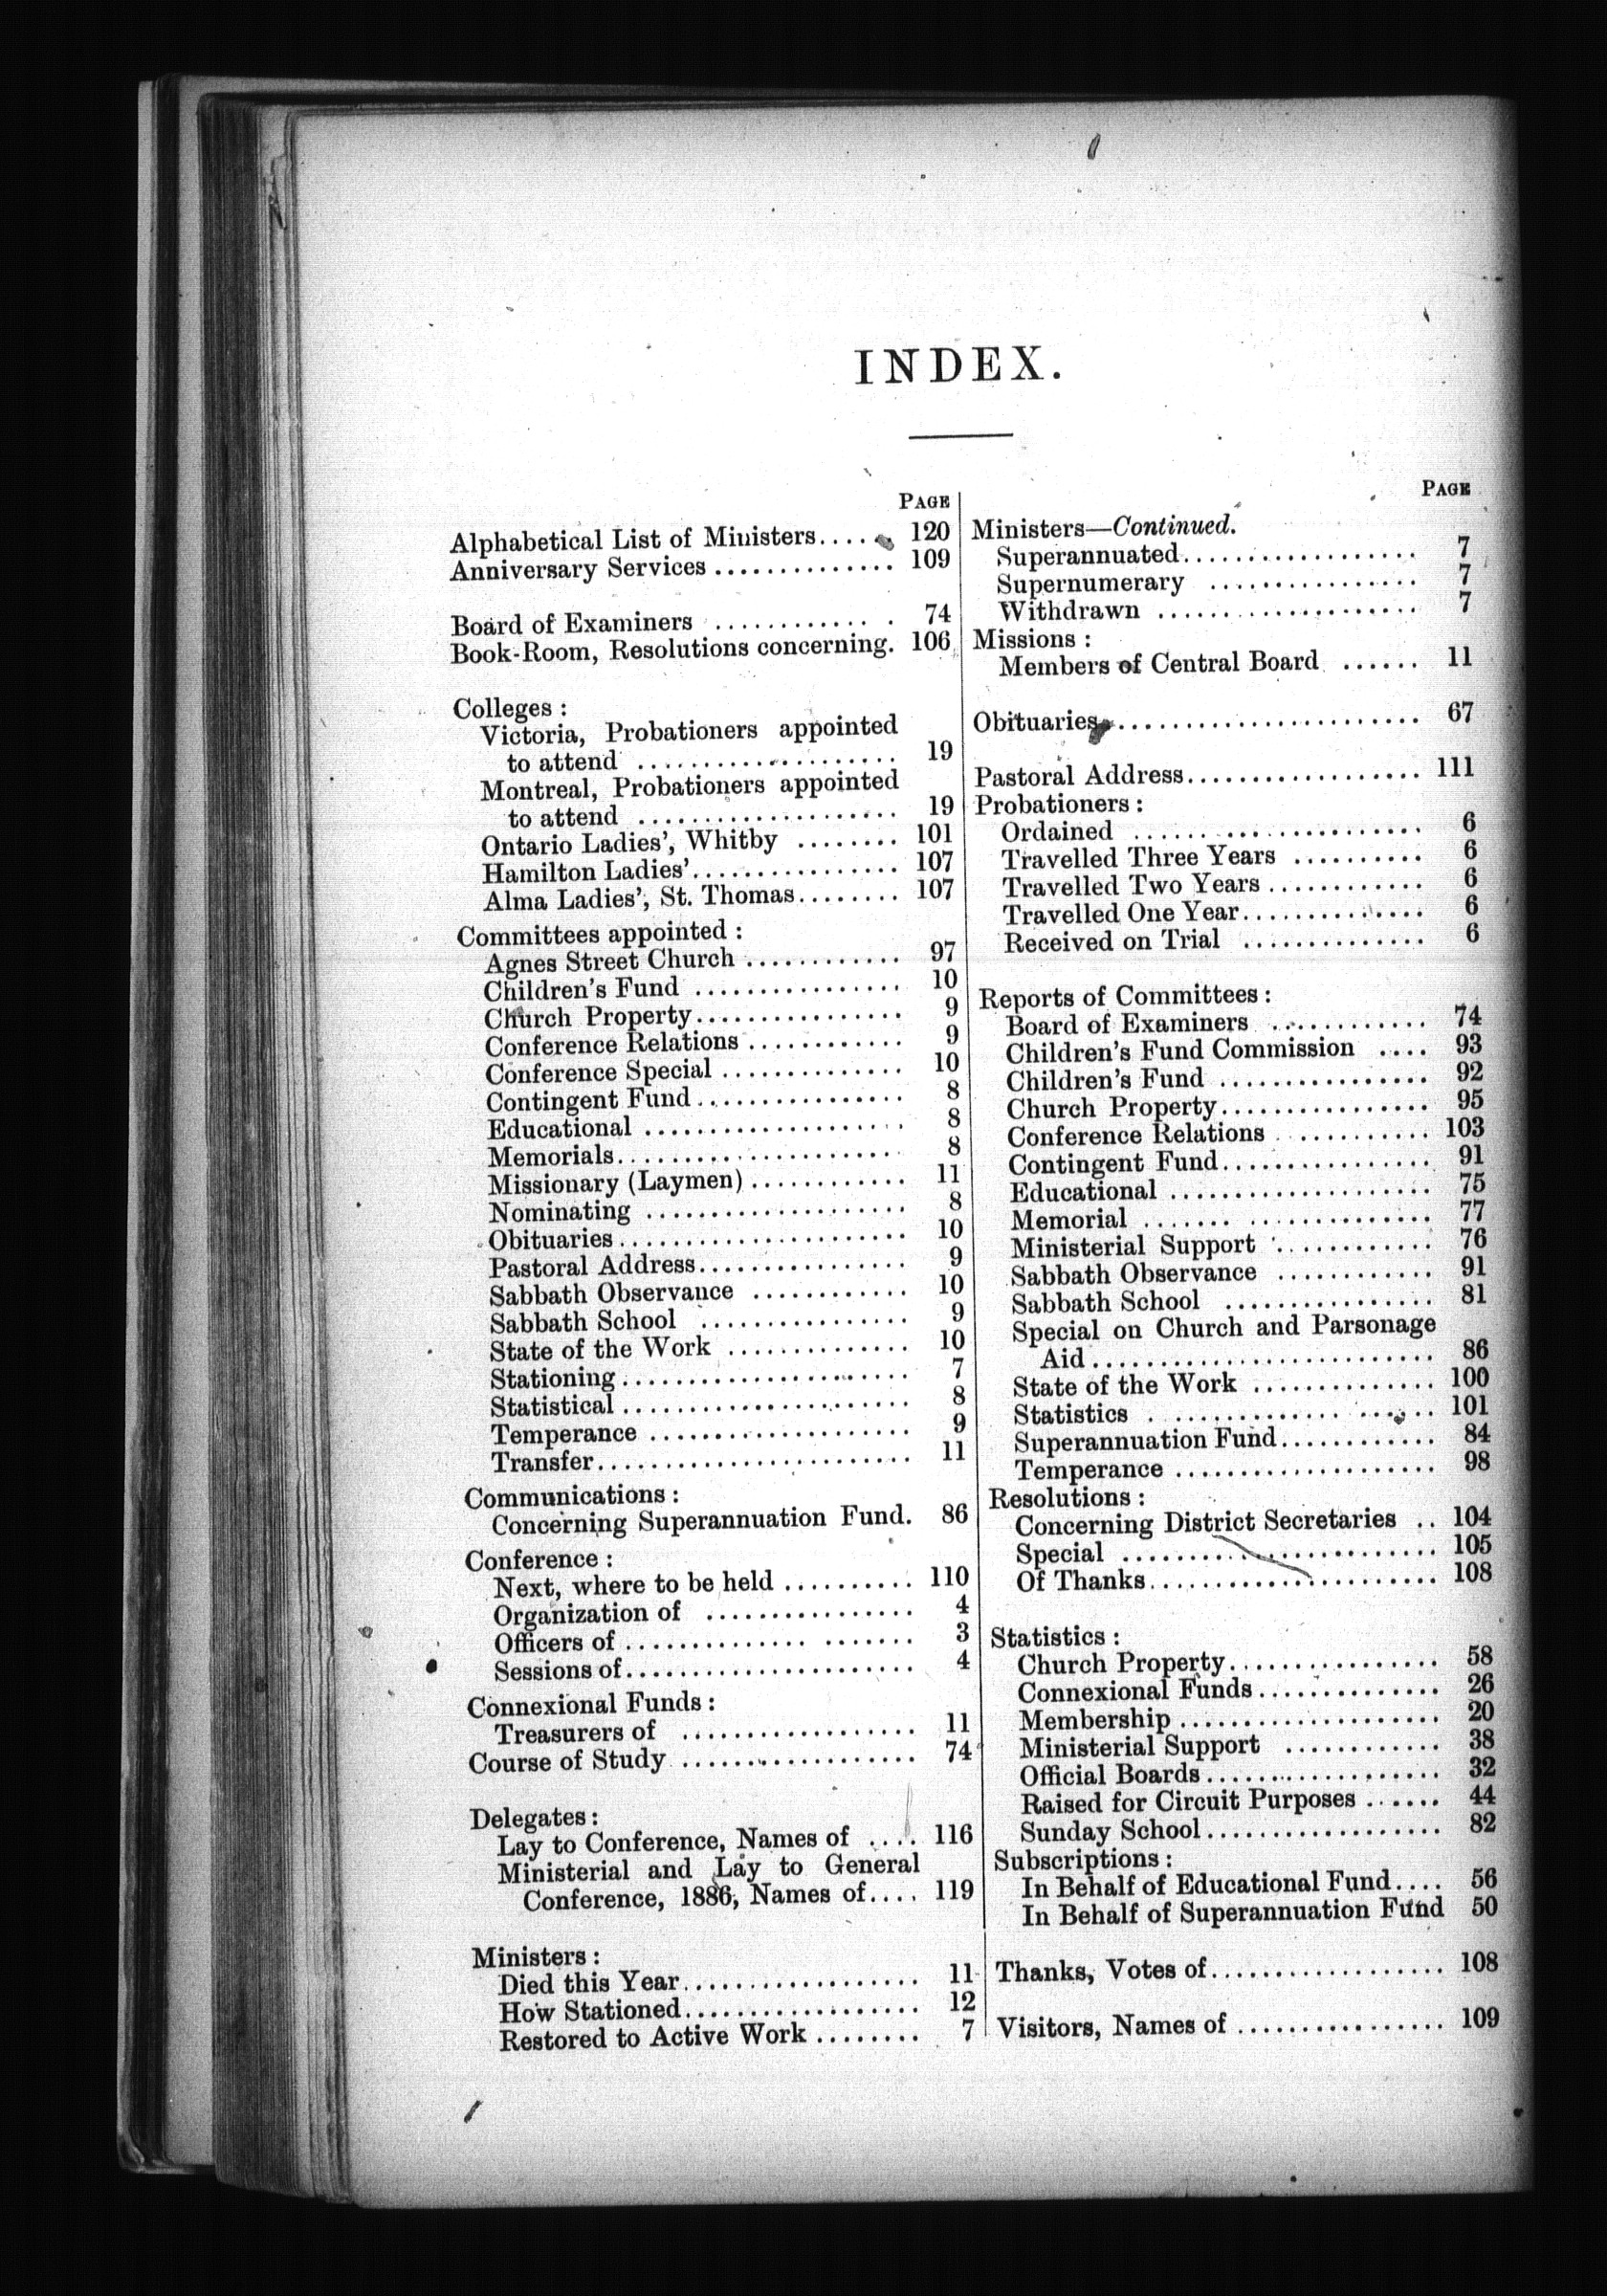 INDEX.
PAGE
Alphabetical List of Ministers.... 120
Anniversary Services .............. 109
Board of Examiners ............. 74
Book-Room, Resolutions concerning. 106
Colleges :
Victoria, Probationers appointed
to attend .................... 19
Montreal, Probationers appointed
to attend .................... 19
Ontario Ladies', Whitby ........ 101
Hamilton Ladies'................ 107
Alma Ladies', St. Thomas........ 107
Committees appointed :
Agnes Street Church ............ 97
Children's Fund ................ 10
Church Property................ 9
Conference Relations ............ 9
Conference Special .............. 10
Contingent Fund................ 8
Educational .................... 8
Memorials...................... 8
Missionary (Laymen) ............ 11
Nominating .................... 8
Obituaries...................... 10
Pastoral Address................ 9
Sabbath Observance ............ 10
Sabbath School ................ 9
State of the Work .............. 10
Stationing...................... 7
Statistical ...................... 8
Temperance .................... 9
Transfer........................ 11
Communications :
Concerning Superannuation Fund. 86
Conference :
Next, where to be held .......... 110
Organization of ................ 4
Officers of ..................... 3
Sessions of...................... 4
Connexional Funds :
Treasurers of .................. 11
Course of Study .................. 74
Delegates :
Lay to Conference, Names of .... 116
Ministerial and Lay to General
Conference, 1886, Names of.... 119
Ministers :
Died this Year.................. 11
How Stationed.................. 12
Restored to Active Work ........ 7
PAGE
Ministers—Continued.
Superannuated.................. 7
Supernumerary ................ 7
Withdrawn .................... 7
Missions :
Members of Central Board ...... 11
Obituaries........................ 67
Pastoral Address.................. 111
Probationers :
Ordained ...................... 6
Travelled Three Years .......... 6
Travelled Two Years ............ 6
Travelled One Year.............. 6
Received on Trial .............. 6
Reports of Committees :
Board of Examiners ............ 74
Children's Fund Commission .... 93
Children's Fund ................ 92
Church Property................ 95
Conference Relations ........... 103
Contingent Fund................ 91
Educational .................... 75
Memorial ..................... 77
Ministerial Support ............ 76
Sabbath Observance ............ 91
Sabbath School ................ 81
Special on Church and Parsonage
Aid .......................... 86
State of the Work .............. 100
Statistics .................... 101
Superannuation Fund............ 84
Temperance .................... 98
Resolutions :
Concerning District Secretaries .. 104
Special ........................ 105
Of Thanks...................... 108
Statistics :
Church Property................ 58
Connexional Funds .............. 26
Membership .................... 20
Ministerial Support ............ 38
Official Boards .................. 32
Raised for Circuit Purposes ...... 44
Sunday School.................. 82
Subscriptions :
In Behalf of Educational Fund.... 56
In Behalf of Superannuation Fund 50
Thanks, Votes of.................. 108
Visitors, Names of ................ 109